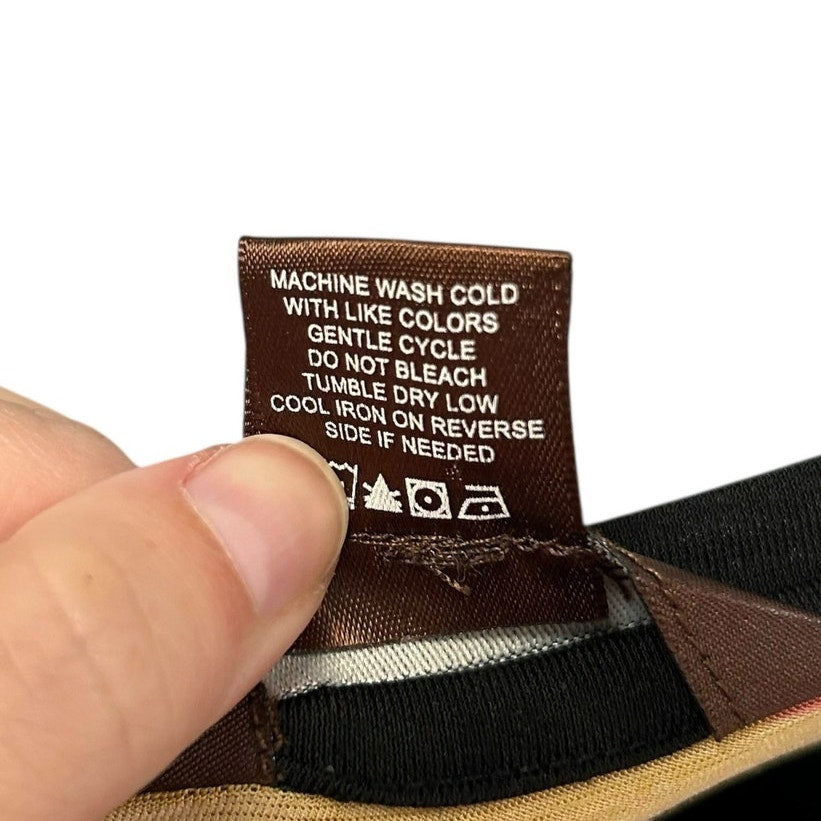 MACHINE WASH COLD
WITH LIKE COLORS
GENTLE CYCLE
DO NOT BLEACH
TUMBLE DRY LOW
COOL IRON ON REVERSE
SIDE IF NEEDED